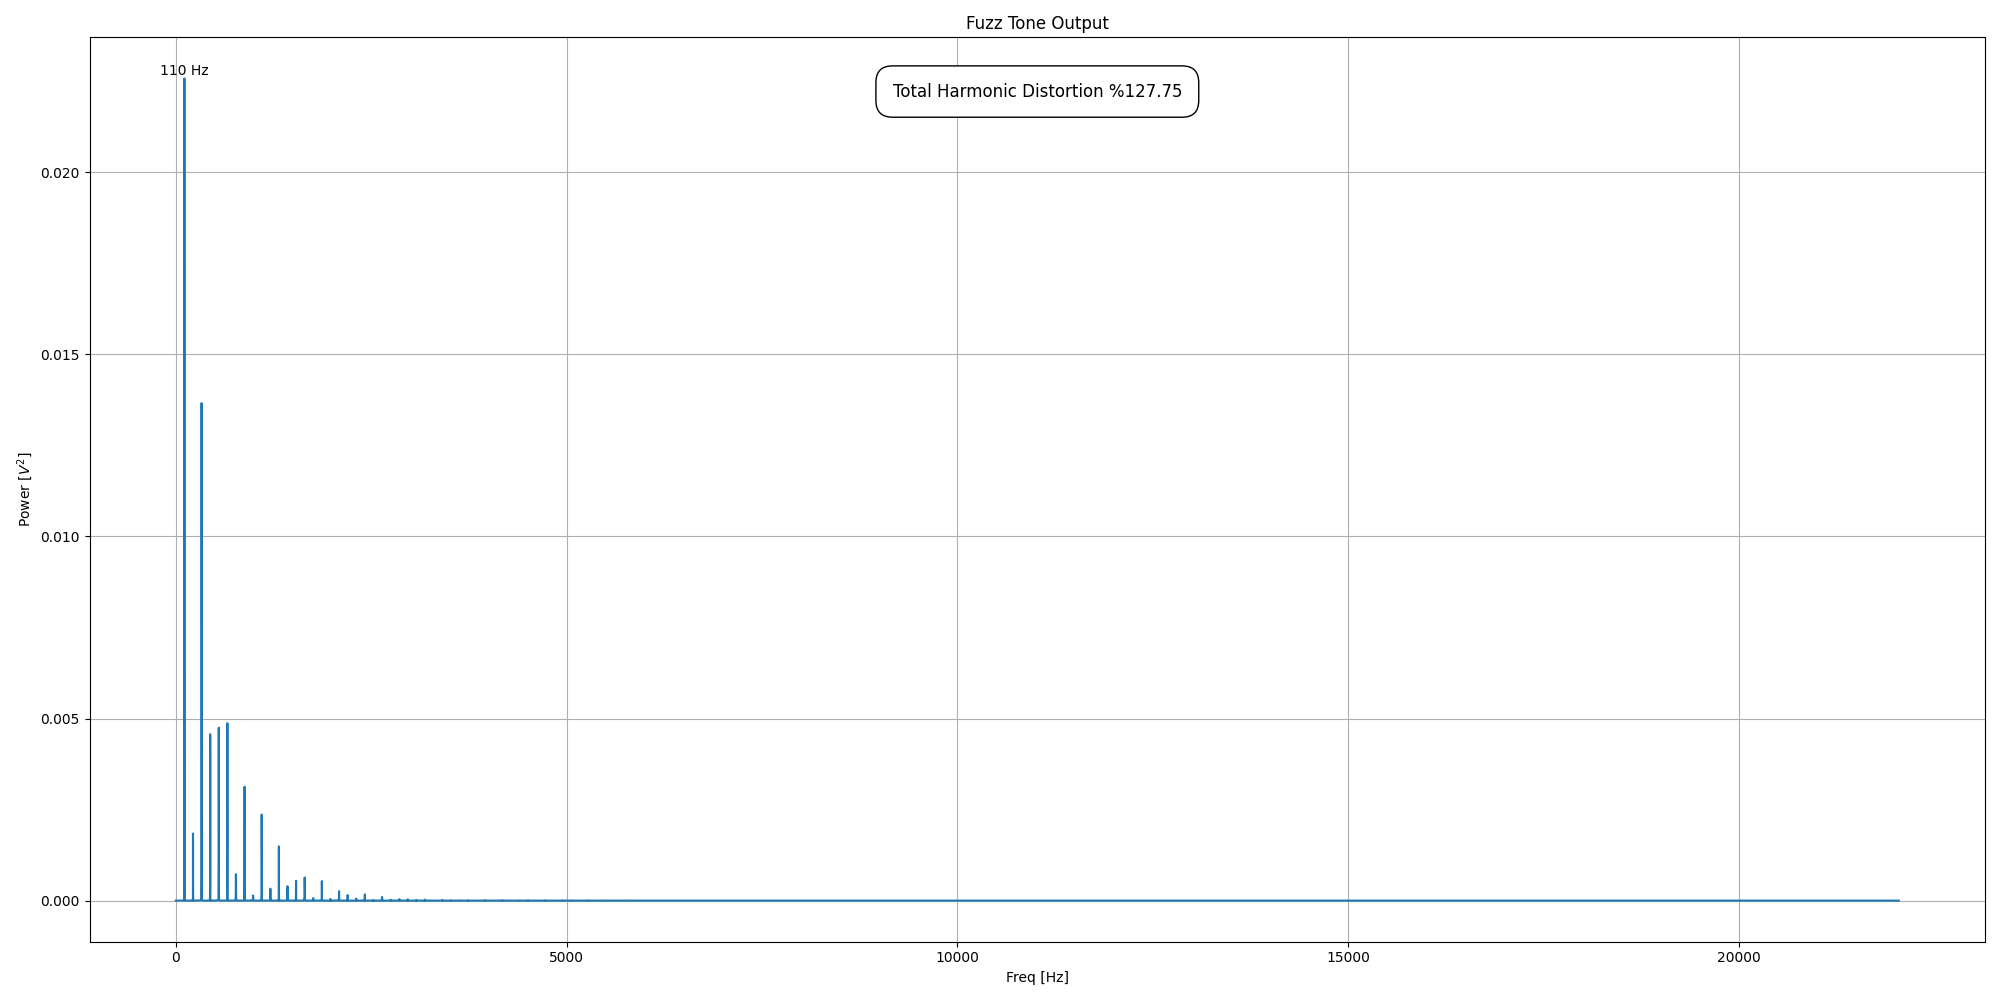 Fuzz Tone Output
110 Hz
Total Harmonic Distortion %127.75
0.020
0.015
0.010
0.005
0.000
Power [V²]
0 5000 10000 15000 20000
Freq [Hz]